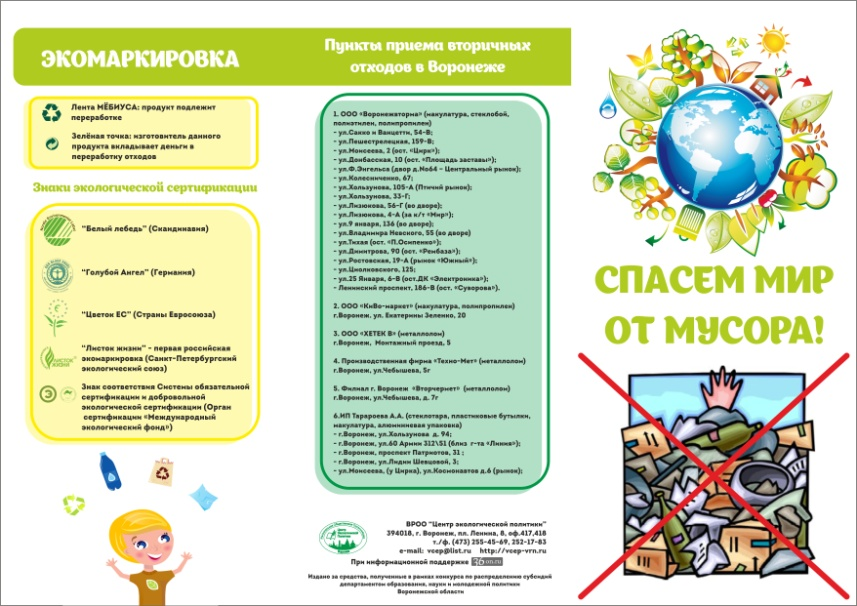 ЭКОМАРКИРОВКА
Лента МЁБИУСА: продукт подлежит
переработке
Зелёная точка: изготовитель данного
продукта вкладывает деньги в
переработку отходов
Знаки экологической сертификации
"Белый лебедь" (Скандинавия)
"Голубой Ангел" (Германия)
"Цветок ЕС" (Страны Евросоюза)
ЛИСТОК
ЖИЗНИ
"Листок жизни" - первая российская
экомаркировка (Санкт-Петербургский
экологический союз)
Знак соответствия Системы обязательной
сертификации и добровольной
экологической сертификации (Орган
сертификации «Международный
экологический фонд»)
Пункты приема вторичных
отходов в Воронеже
1. ООО «Воронежвторма» (макулатура, стеклобой,
полиэтилен, полипропилен)
- ул.Сакко и Ванцетти, 54-В;
- ул.Пешестрелецкая, 159-В;
- ул.Моисеева, 2 (ост. «Цирк»);
- ул.Донбасская, 10 (ост. «Площадь заставы»);
- ул.Ф.Энгельса (двор д.№64 – Центральный рынок);
- ул.Колесниченко, 67;
- ул.Хользунова, 105-А (Птичий рынок);
- ул.Хользунова, 33-Г;
- ул.Лизюкова, 56-Г (во дворе);
- ул.Лизюкова, 4-А (за к/т «Мир»);
- ул.9 января, 136 (во дворе);
- ул.Владимира Невского, 55 (во дворе)
- ул.Тихая (ост. «П.Осипенко»);
- ул.Димитрова, 90 (ост. «Ренбаза»);
- ул.Ростовская, 19-А (рынок «Южный»);
- ул.Циолковского, 125;
- ул.25 Января, 6-В (ост.ДК «Электроника»);
- Ленинский проспект, 186-В (ост. «Суворова»).
2. ООО «КиВо-маркет» (макулатура, полипропилен)
г.Воронеж, ул. Екатерины Зеленко, 20
3. ООО «ХЕТЕК В» (металлолом)
г.Воронеж, Монтажный проезд, 5
4. Производственная фирма «Техно-Мет» (металлолом)
г.Воронеж, ул.Чебышева, 5г
5. Филиал г. Воронеж «Вторчермет» (металлолом)
г.Воронеж, ул.Чебышева, д. 7г
6.ИП Тарароева А.А. (стеклотара, пластиковые бутылки,
макулатура, алюминиевая упаковка)
- г.Воронеж, ул.Хользунова д. 94;
- г.Воронеж, ул.60 Армии 312\51 (близ г-та «Линия»);
- г.Воронеж, проспект Патриотов, 31 ;
- г.Воронеж, ул.Лидии Шевцовой, 3;
- ул.Моисеева, (у Цирка), ул.Космонавтов д.6 (рынок);
ВРОО "Центр экологической политики"
394018, г. Воронеж, пл. Ленина, 8, оф.417,418
т./ф. (473) 255-45-69, 252-17-83
e-mail: vcep@list.ru http://vcep-vrn.ru
При информационной поддержке 36on.ru
Издано за средства, полученные в рамках конкурса по распределению субсидий
департаментом образования, науки и молодежной политики
Воронежской области
СПАСЕМ МИР
ОТ МУСОРА!